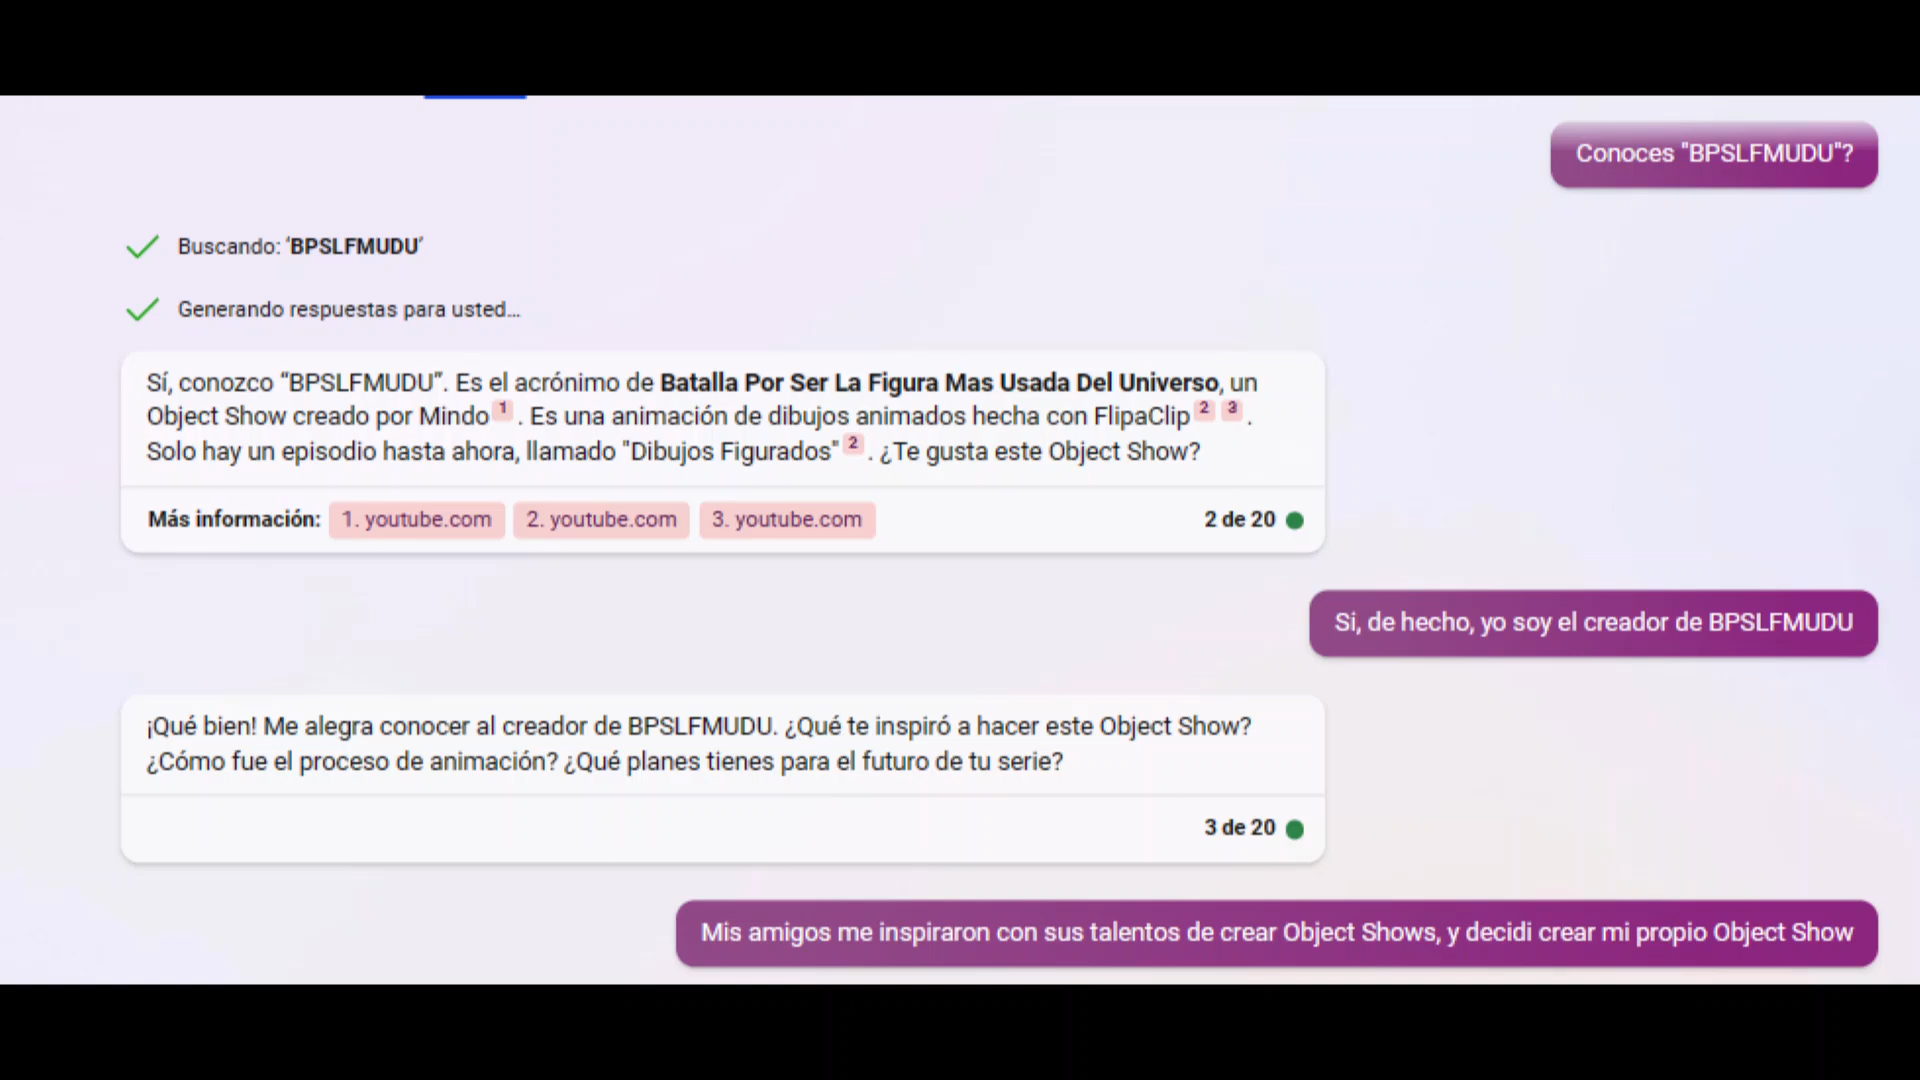 Conoces "BPSLFMUDU"?
Buscando: 'BPSLFMUDU'
Generando respuestas para usted...
Sí, conozco “BPSLFMUDU”. Es el acrónimo de Batalla Por Ser La Figura Mas Usada Del Universo, un
Object Show creado por Mindo 1 . Es una animación de dibujos animados hecha con FlipaClip 2 3 .
Solo hay un episodio hasta ahora, llamado "Dibujos Figurados" 2 . ¿Te gusta este Object Show?
Más información: 1. youtube.com 2. youtube.com 3. youtube.com 2 de 20
Si, de hecho, yo soy el creador de BPSLFMUDU
¡Qué bien! Me alegra conocer al creador de BPSLFMUDU. ¿Qué te inspiró a hacer este Object Show?
¿Cómo fue el proceso de animación? ¿Qué planes tienes para el futuro de tu serie?
3 de 20
Mis amigos me inspiraron con sus talentos de crear Object Shows, y decidi crear mi propio Object Show